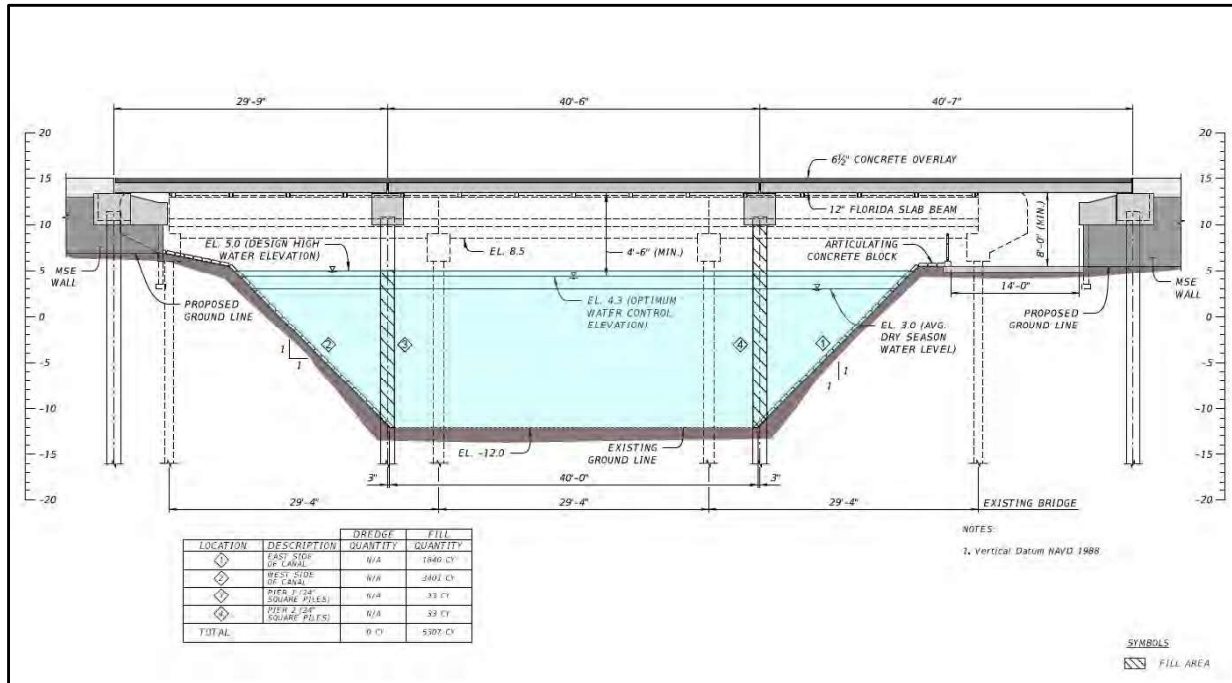 29'-9"
40'-6"
40'-7"
20
15
10
5
0
-5
-10
-15
-20
20
15
10
5
0
-5
-10
-15
-20
6½" CONCRETE OVERLAY
12" FLORIDA SLAB BEAM
EL. 5.0 (DESIGN HIGH
WATER ELEVATION)
EL. 8.5
4'-6" (MIN.)
ARTICULATING
CONCRETE BLOCK
8'-0" (MIN.)
MSE
WALL
PROPOSED
GROUND LINE
EL. 4.3 (OPTIMUM
WATER CONTROL
ELEVATION)
14'-0"
EL. 3.0 (AVG.
DRY SEASON
WATER LEVEL)
PROPOSED
GROUND LINE
MSE
WALL
2
3
4
1
1
1
1
1
EL. -12.0
EXISTING
GROUND LINE
3"
40'-0"
3"
29'-4"
29'-4"
29'-4"
EXISTING BRIDGE
LOCATION DESCRIPTION DREDGE QUANTITY FILL QUANTITY
1 EAST SIDE OF CANAL N/A 1840 CY
2 WEST SIDE OF CANAL N/A 3401 CY
3 PIER (24" SQUARE PILES) N/A 33 CY
4 PIER 2 (24" SQUARE PILES) N/A 33 CY
TOTAL 0 CY 5307 CY
NOTES:
1. Vertical Datum NAVD 1988
SYMBOLS
FILL AREA